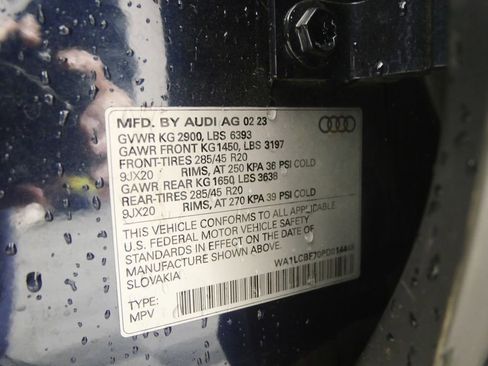 MFD. BY AUDI AG 02 23
GVWR KG 2900, LBS 6393
GAWR FRONT KG 1450, LBS 3197
FRONT-TIRES 285/45 R20
9JX20 RIMS, AT 250 KPA 36 PSI COLD
GAWR REAR KG 1650, LBS 3638
REAR-TIRES 285/45 R20
9JX20 RIMS, AT 270 KPA 39 PSI COLD
THIS VEHICLE CONFORMS TO ALL APPLICABLE
U.S. FEDERAL MOTOR VEHICLE SAFETY
STANDARDS IN EFFECT ON THE DATE OF
MANUFACTURE SHOWN ABOVE.
SLOVAKIA
TYPE:
MPV